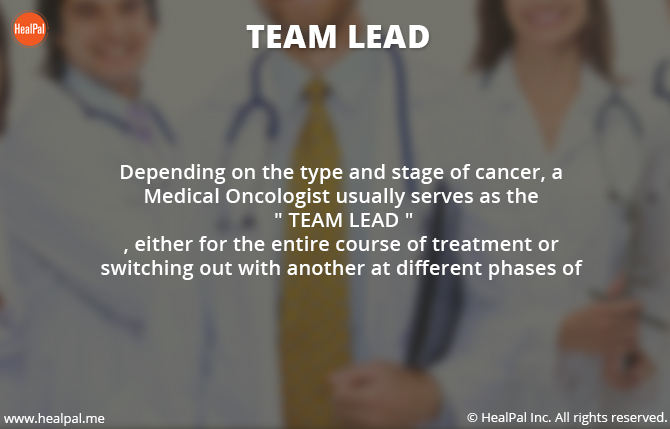 HealPal
TEAM LEAD
Depending on the type and stage of cancer, a
Medical Oncologist usually serves as the
" TEAM LEAD "
, either for the entire course of treatment or
switching out with another at different phases of
www.healpal.me
© HealPal Inc. All rights reserved.